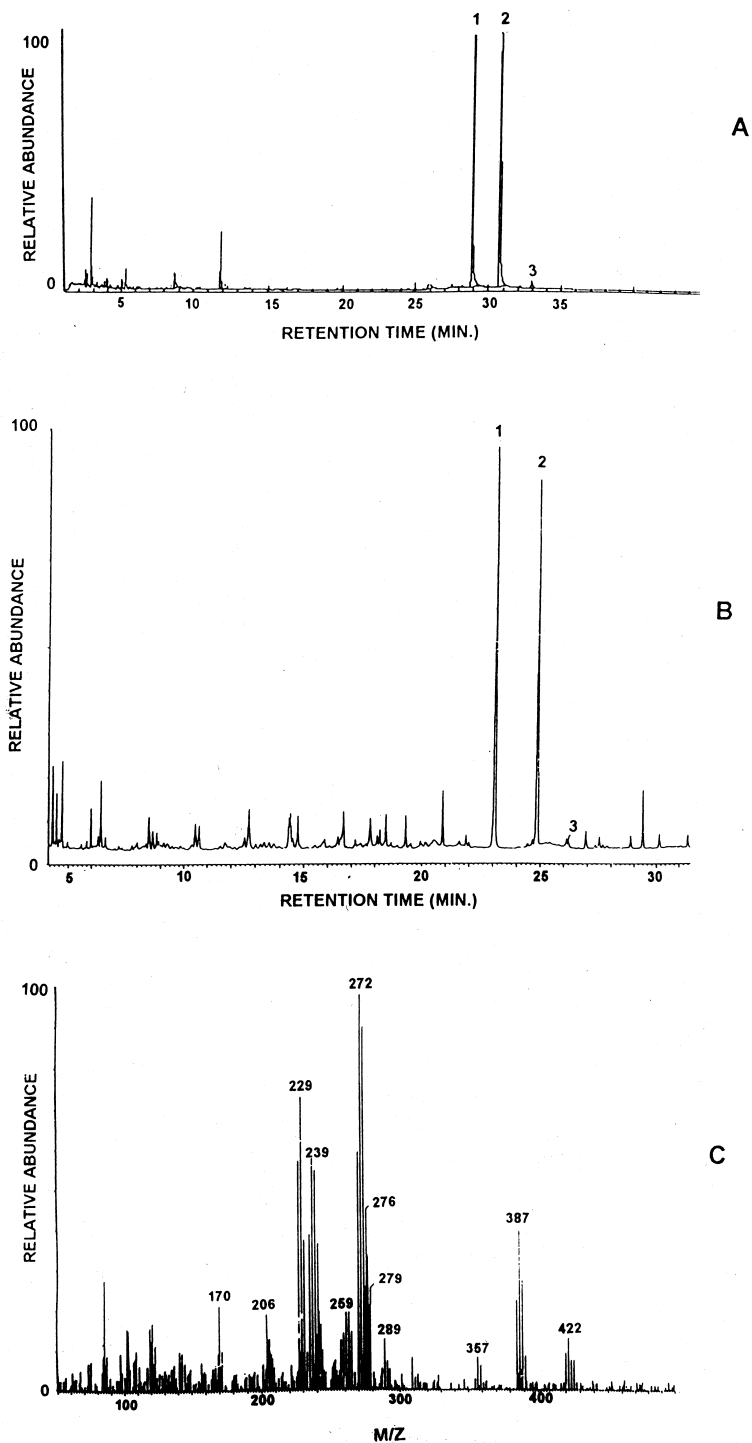 1 2
100
A
RELATIVE ABUNDANCE
3
0
5 10 15 20 25 30 35
RETENTION TIME (MIN.)
100
1
2
B
RELATIVE ABUNDANCE
3
0
5 10 15 20 25 30
RETENTION TIME (MIN.)
100
272
229
239
C
RELATIVE ABUNDANCE
276
387
279
170
206
259
289
357
422
0
100 200 300 400
M/Z